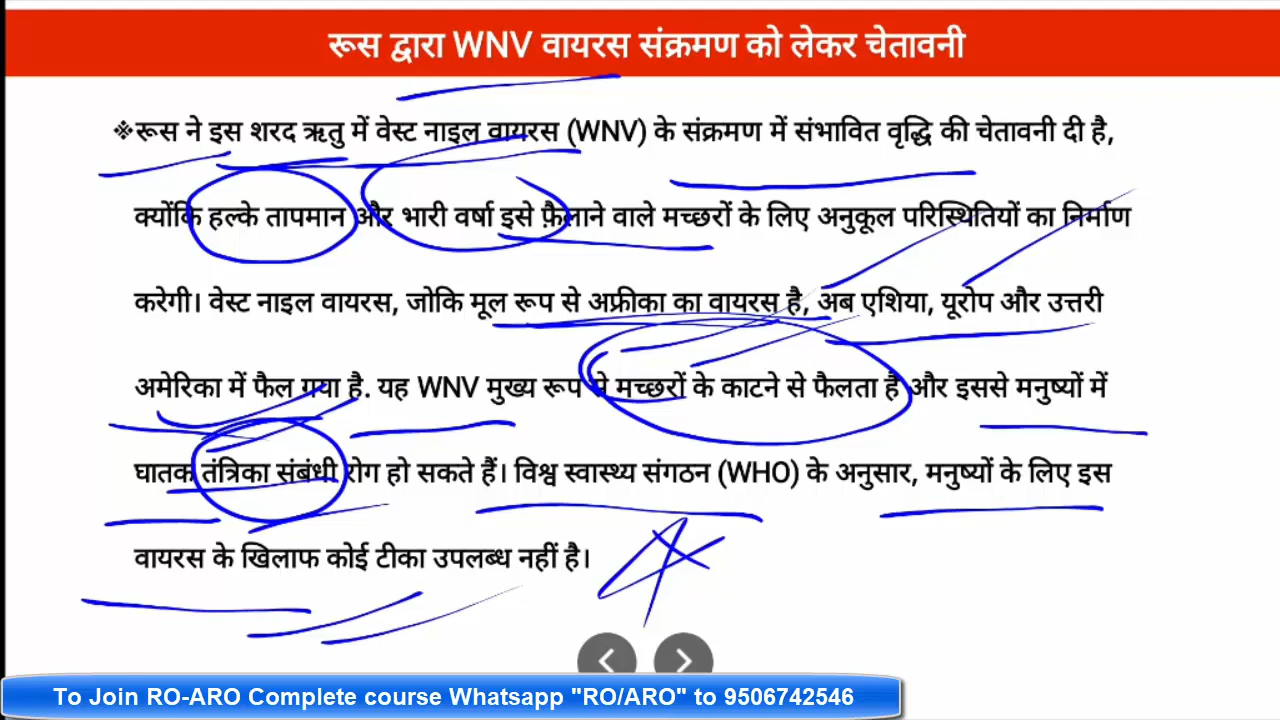 रूस द्वारा WNV वायरस संक्रमण को लेकर चेतावनी
❖रूस ने इस शरद ऋतु में वेस्ट नाइल वायरस (WNV) के संक्रमण में संभावित वृद्धि की चेतावनी दी है,
क्योंकि हल्के तापमान और भारी वर्षा इसे फ़ैलाने वाले मच्छरों के लिए अनुकूल परिस्थितियों का निर्माण
करेगी। वेस्ट नाइल वायरस, जोकि मूल रूप से अफ्रीका का वायरस है, अब एशिया, यूरोप और उत्तरी
अमेरिका में फैल गया है. यह WNV मुख्य रूप से मच्छरों के काटने से फैलता है और इससे मनुष्यों में
घातक तंत्रिका संबंधी रोग हो सकते हैं। विश्व स्वास्थ्य संगठन (WHO) के अनुसार, मनुष्यों के लिए इस
वायरस के खिलाफ कोई टीका उपलब्ध नहीं है।
To Join RO-ARO Complete course Whatsapp "RO/ARO" to 9506742546